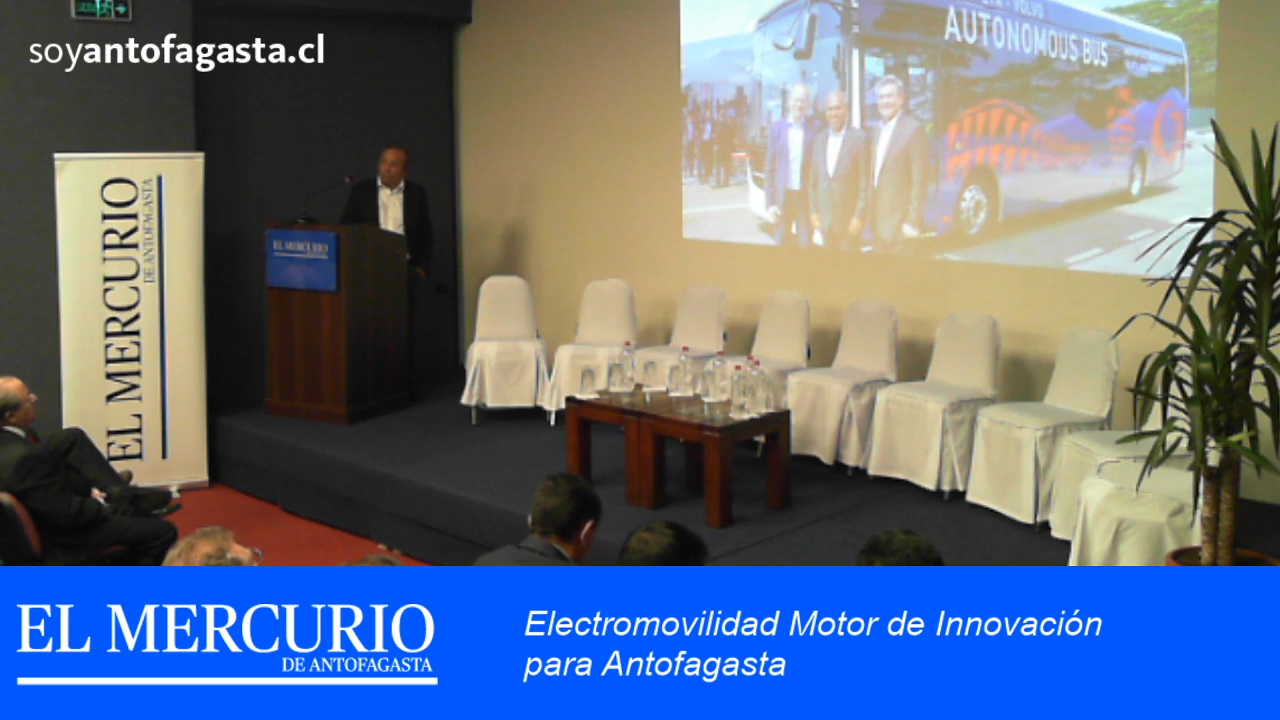 soyantofagasta.cl
VOLVO
AUTONOMOUS BUS
EL MERCURIO
DE ANTOFAGASTA
EL MERCURIO
EL MERCURIO
DE ANTOFAGASTA
Electromovilidad Motor de Innovación
para Antofagasta